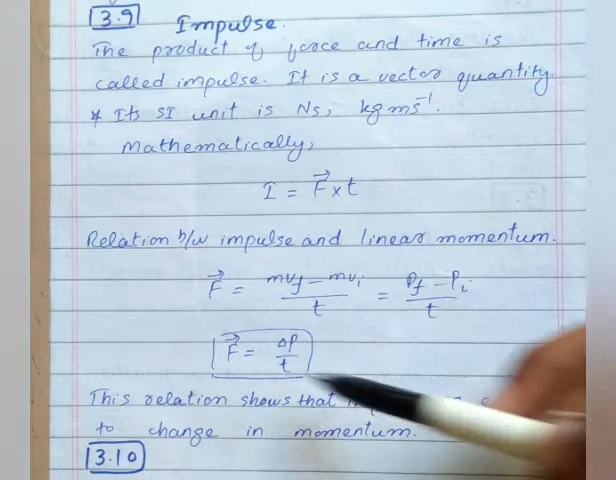 3.9 Impulse.
The product of force and time is
called impulse. It is a vector quantity.
* Its SI unit is Ns, kgms⁻¹.
Mathematically,
I = F⃗ x t
Relation b/w impulse and linear momentum.
F⃗ = mvf - mvi / t = Pf - Pi / t
F⃗ = ΔP / t
This relation shows that
to change in momentum.
3.10